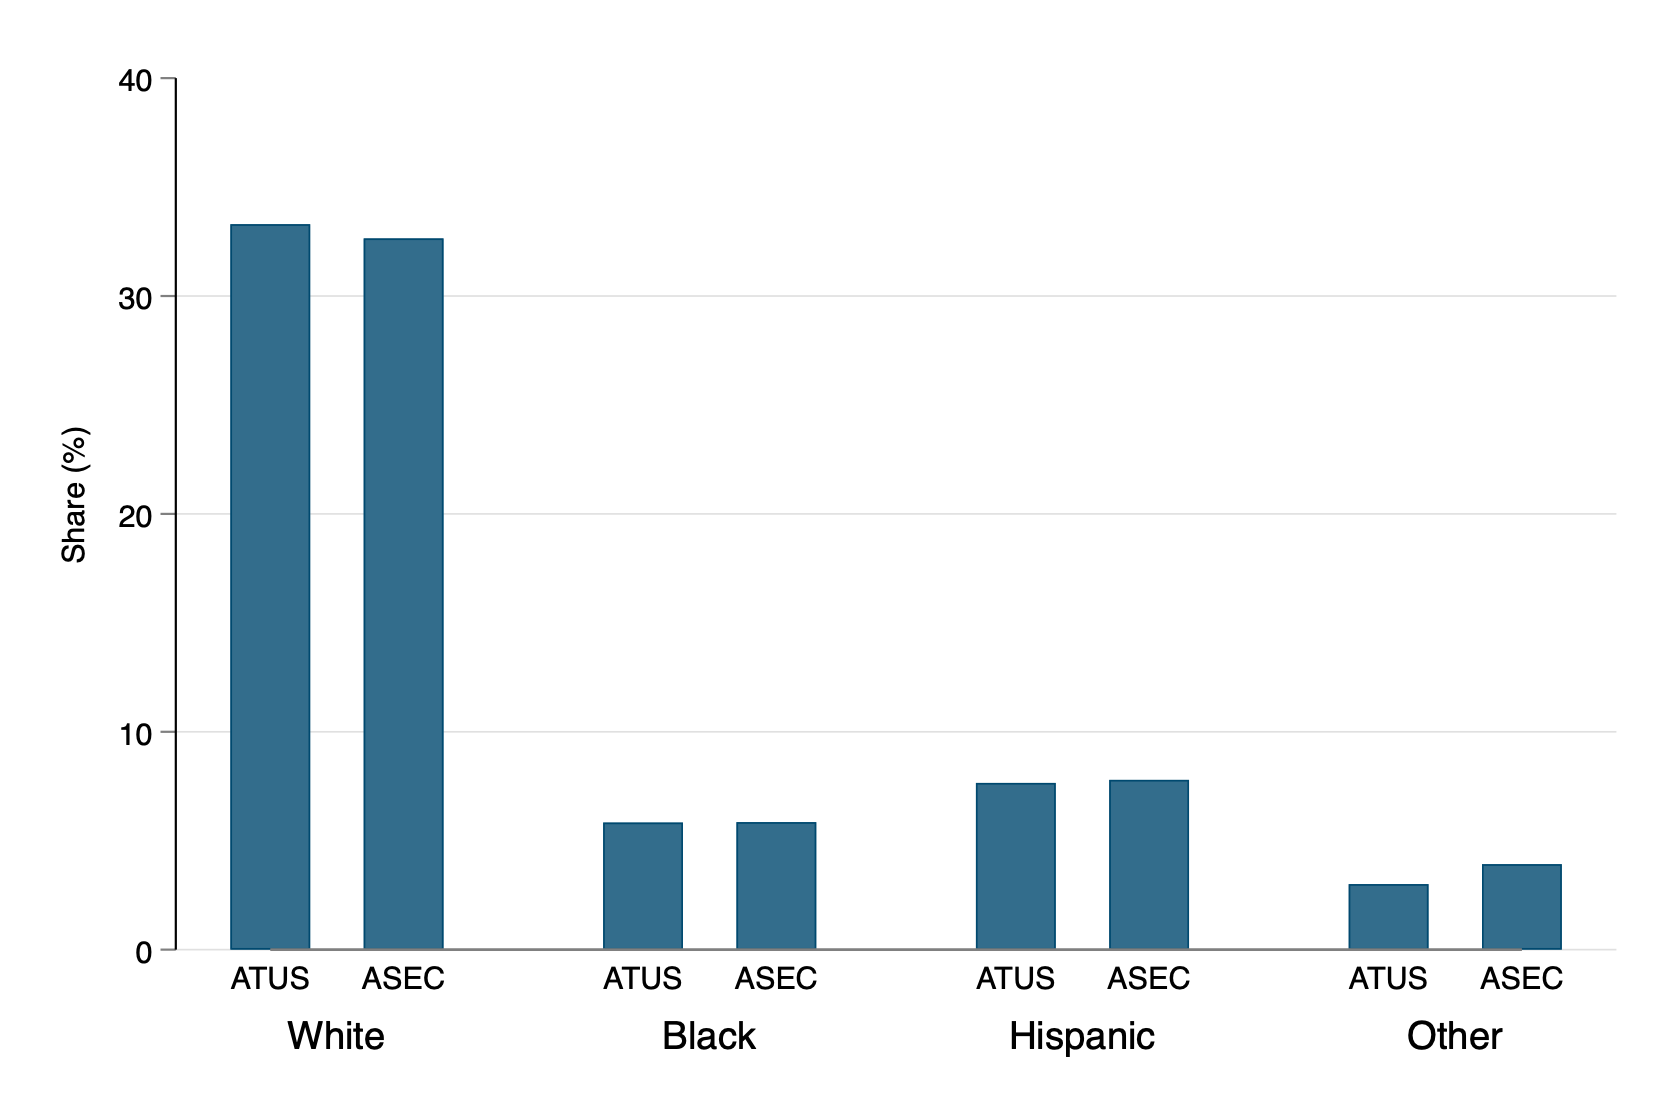 40
30
20
10
0
Share (%)
ATUS ASEC ATUS ASEC ATUS ASEC ATUS ASEC
White Black Hispanic Other